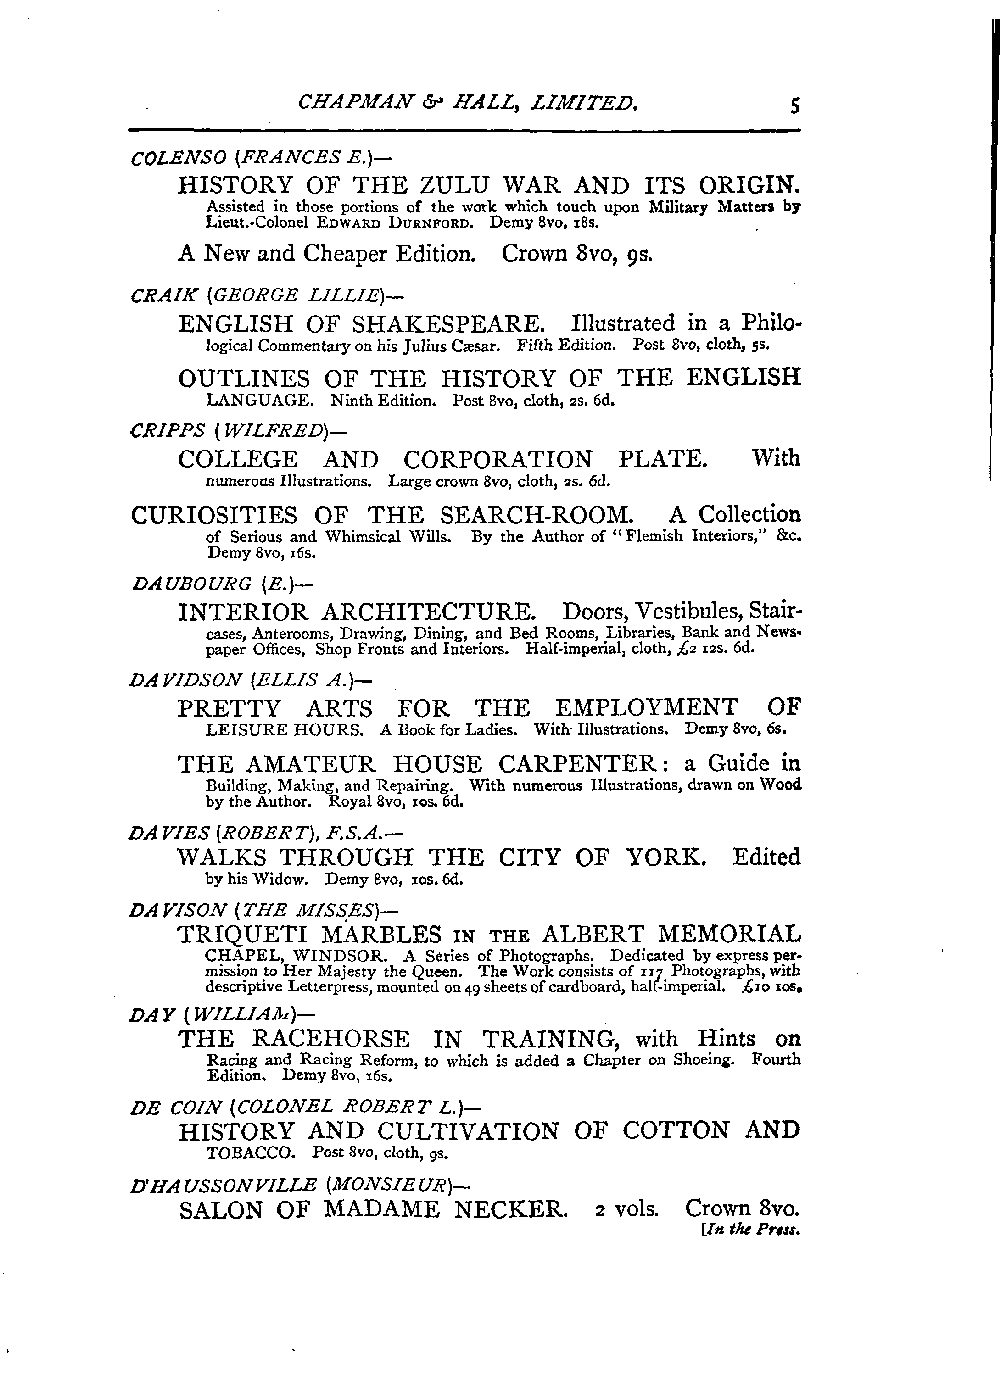 CHAPMAN & HALL, LIMITED. 5
COLENSO (FRANCES E.)—
HISTORY OF THE ZULU WAR AND ITS ORIGIN.
Assisted in those portions of the work which touch upon Military Matters by
Lieut.-Colonel EDWARD DURNFORD. Demy 8vo, 18s.
A New and Cheaper Edition. Crown 8vo, 9s.
CRAIK (GEORGE LILLIE)—
ENGLISH OF SHAKESPEARE. Illustrated in a Philo-
logical Commentary on his Julius Cæsar. Fifth Edition. Post 8vo, cloth, 5s.
OUTLINES OF THE HISTORY OF THE ENGLISH
LANGUAGE. Ninth Edition. Post 8vo, cloth, 2s. 6d.
CRIPPS (WILFRED)—
COLLEGE AND CORPORATION PLATE. With
numerous Illustrations. Large crown 8vo, cloth, 2s. 6d.
CURIOSITIES OF THE SEARCH-ROOM. A Collection
of Serious and Whimsical Wills. By the Author of "Flemish Interiors," &c.
Demy 8vo, 16s.
DAUBOURG (E.)—
INTERIOR ARCHITECTURE. Doors, Vestibules, Stair-
cases, Anterooms, Drawing, Dining, and Bed Rooms, Libraries, Bank and News-
paper Offices, Shop Fronts and Interiors. Half-imperial, cloth, £2 12s. 6d.
DAVIDSON (ELLIS A.)—
PRETTY ARTS FOR THE EMPLOYMENT OF
LEISURE HOURS. A Book for Ladies. With Illustrations. Demy 8vo, 6s.
THE AMATEUR HOUSE CARPENTER: a Guide in
Building, Making, and Repairing. With numerous Illustrations, drawn on Wood
by the Author. Royal 8vo, 10s. 6d.
DAVIES (ROBERT), F.S.A.—
WALKS THROUGH THE CITY OF YORK. Edited
by his Widow. Demy 8vo, 10s. 6d.
DAVISON (THE MISSES)—
TRIQUETI MARBLES IN THE ALBERT MEMORIAL
CHAPEL, WINDSOR. A Series of Photographs. Dedicated by express per-
mission to Her Majesty the Queen. The Work consists of 117 Photographs, with
descriptive Letterpress, mounted on 49 sheets of cardboard, half-imperial. £10 10s.
DAY (WILLIAM)—
THE RACEHORSE IN TRAINING, with Hints on
Racing and Racing Reform, to which is added a Chapter on Shoeing. Fourth
Edition. Demy 8vo, 16s.
DE COIN (COLONEL ROBERT L.)—
HISTORY AND CULTIVATION OF COTTON AND
TOBACCO. Post 8vo, cloth, 9s.
D'HAUSSONVILLE (MONSIEUR)—
SALON OF MADAME NECKER. 2 vols. Crown 8vo.
[In the Press.